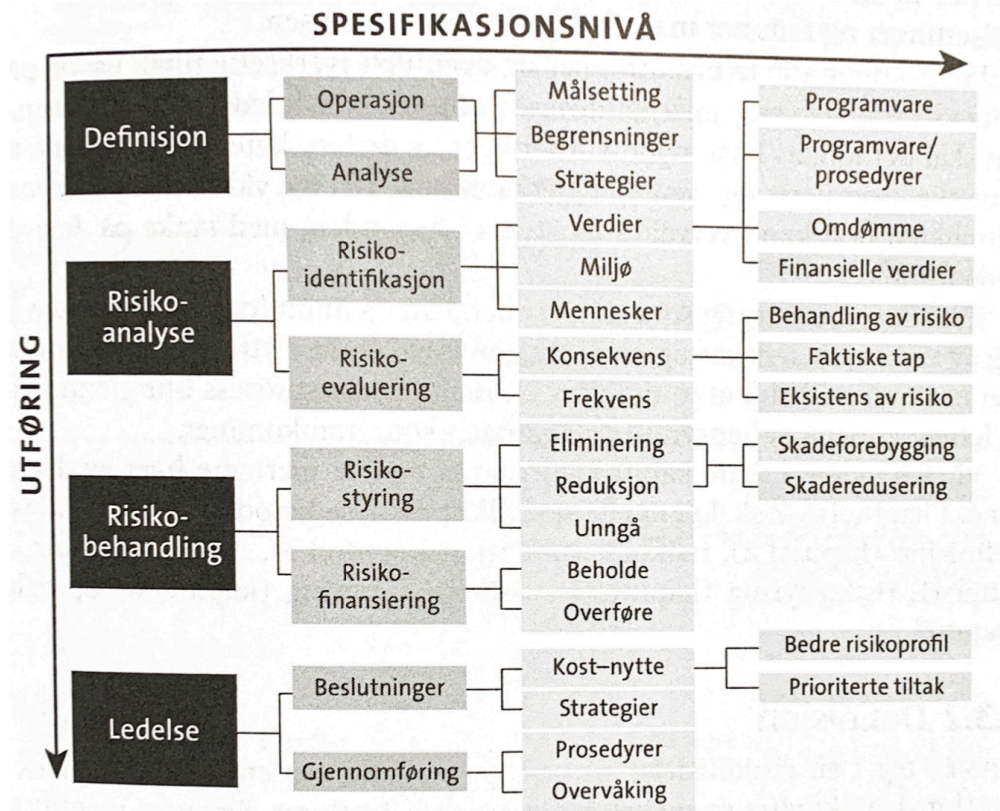 SPESIFIKASJONSNIVÅ
UTFØRING
Definisjon
Operasjon
Analyse
Målsetting
Begrensninger
Strategier
Risiko-
analyse
Risiko-
identifikasjon
Verdier
Programvare
Programvare/
prosedyrer
Omdømme
Finansielle verdier
Miljø
Mennesker
Risiko-
evaluering
Konsekvens
Frekvens
Behandling av risiko
Faktiske tap
Eksistens av risiko
Risiko-
behandling
Risiko-
styring
Eliminering
Reduksjon
Unngå
Skadeforebygging
Skaderedusering
Risiko-
finansiering
Beholde
Overføre
Ledelse
Beslutninger
Kost–nytte
Strategier
Bedre risikoprofil
Prioriterte tiltak
Gjennomføring
Prosedyrer
Overvåking